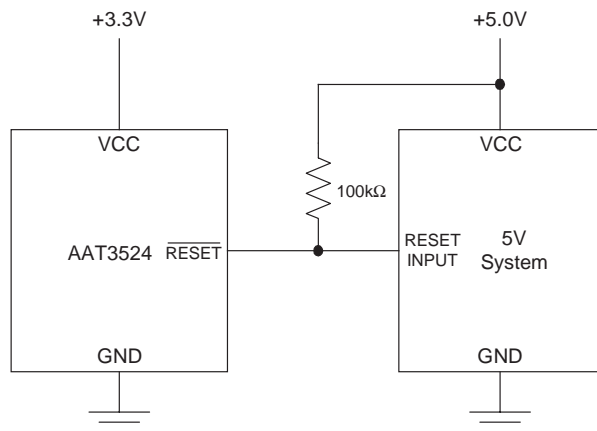 +3.3V
+5.0V
VCC
VCC
100kΩ
AAT3524
RESET
RESET
INPUT
5V
System
GND
GND